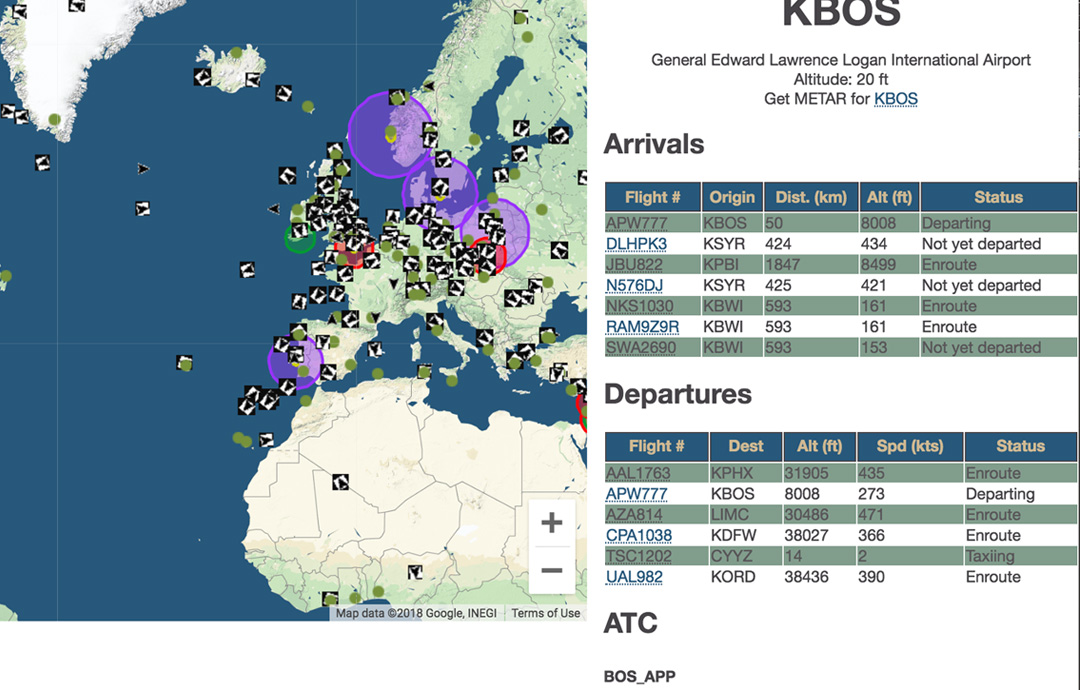 KBOS
General Edward Lawrence Logan International Airport
Altitude: 20 ft
Get METAR for KBOS
Arrivals
Flight # Origin Dist. (km) Alt (ft) Status
APW777 KBOS 50 8008 Departing
DLHPK3 KSYR 424 434 Not yet departed
JBU822 KPBI 1847 8499 Enroute
N576DJ KSYR 425 421 Not yet departed
NKS1030 KBWI 593 161 Enroute
RAM9Z9R KBWI 593 161 Enroute
SWA2690 KBWI 593 153 Not yet departed
Departures
Flight # Dest Alt (ft) Spd (kts) Status
AAL1763 KPHX 31905 435 Enroute
APW777 KBOS 8008 273 Departing
AZA814 LIMC 30486 471 Enroute
CPA1038 KDFW 38027 366 Enroute
TSC1202 CYYZ 14 2 Taxiing
UAL982 KORD 38436 390 Enroute
ATC
BOS_APP
+
−
Map data ©2018 Google, INEGI Terms of Use